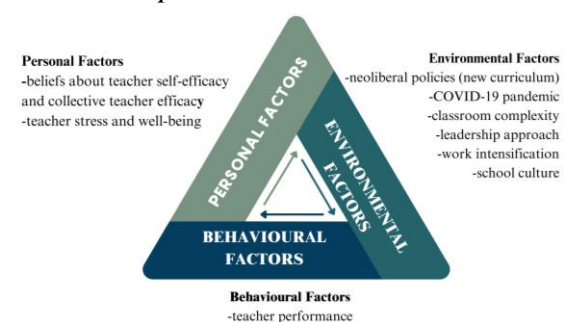 Personal Factors
-beliefs about teacher self-efficacy
and collective teacher efficacy
-teacher stress and well-being
Environmental Factors
-neoliberal policies (new curriculum)
-COVID-19 pandemic
-classroom complexity
-leadership approach
-work intensification
-school culture
PERSONAL FACTORS
ENVIRONMENTAL
FACTORS
BEHAVIOURAL
FACTORS
Behavioural Factors
-teacher performance